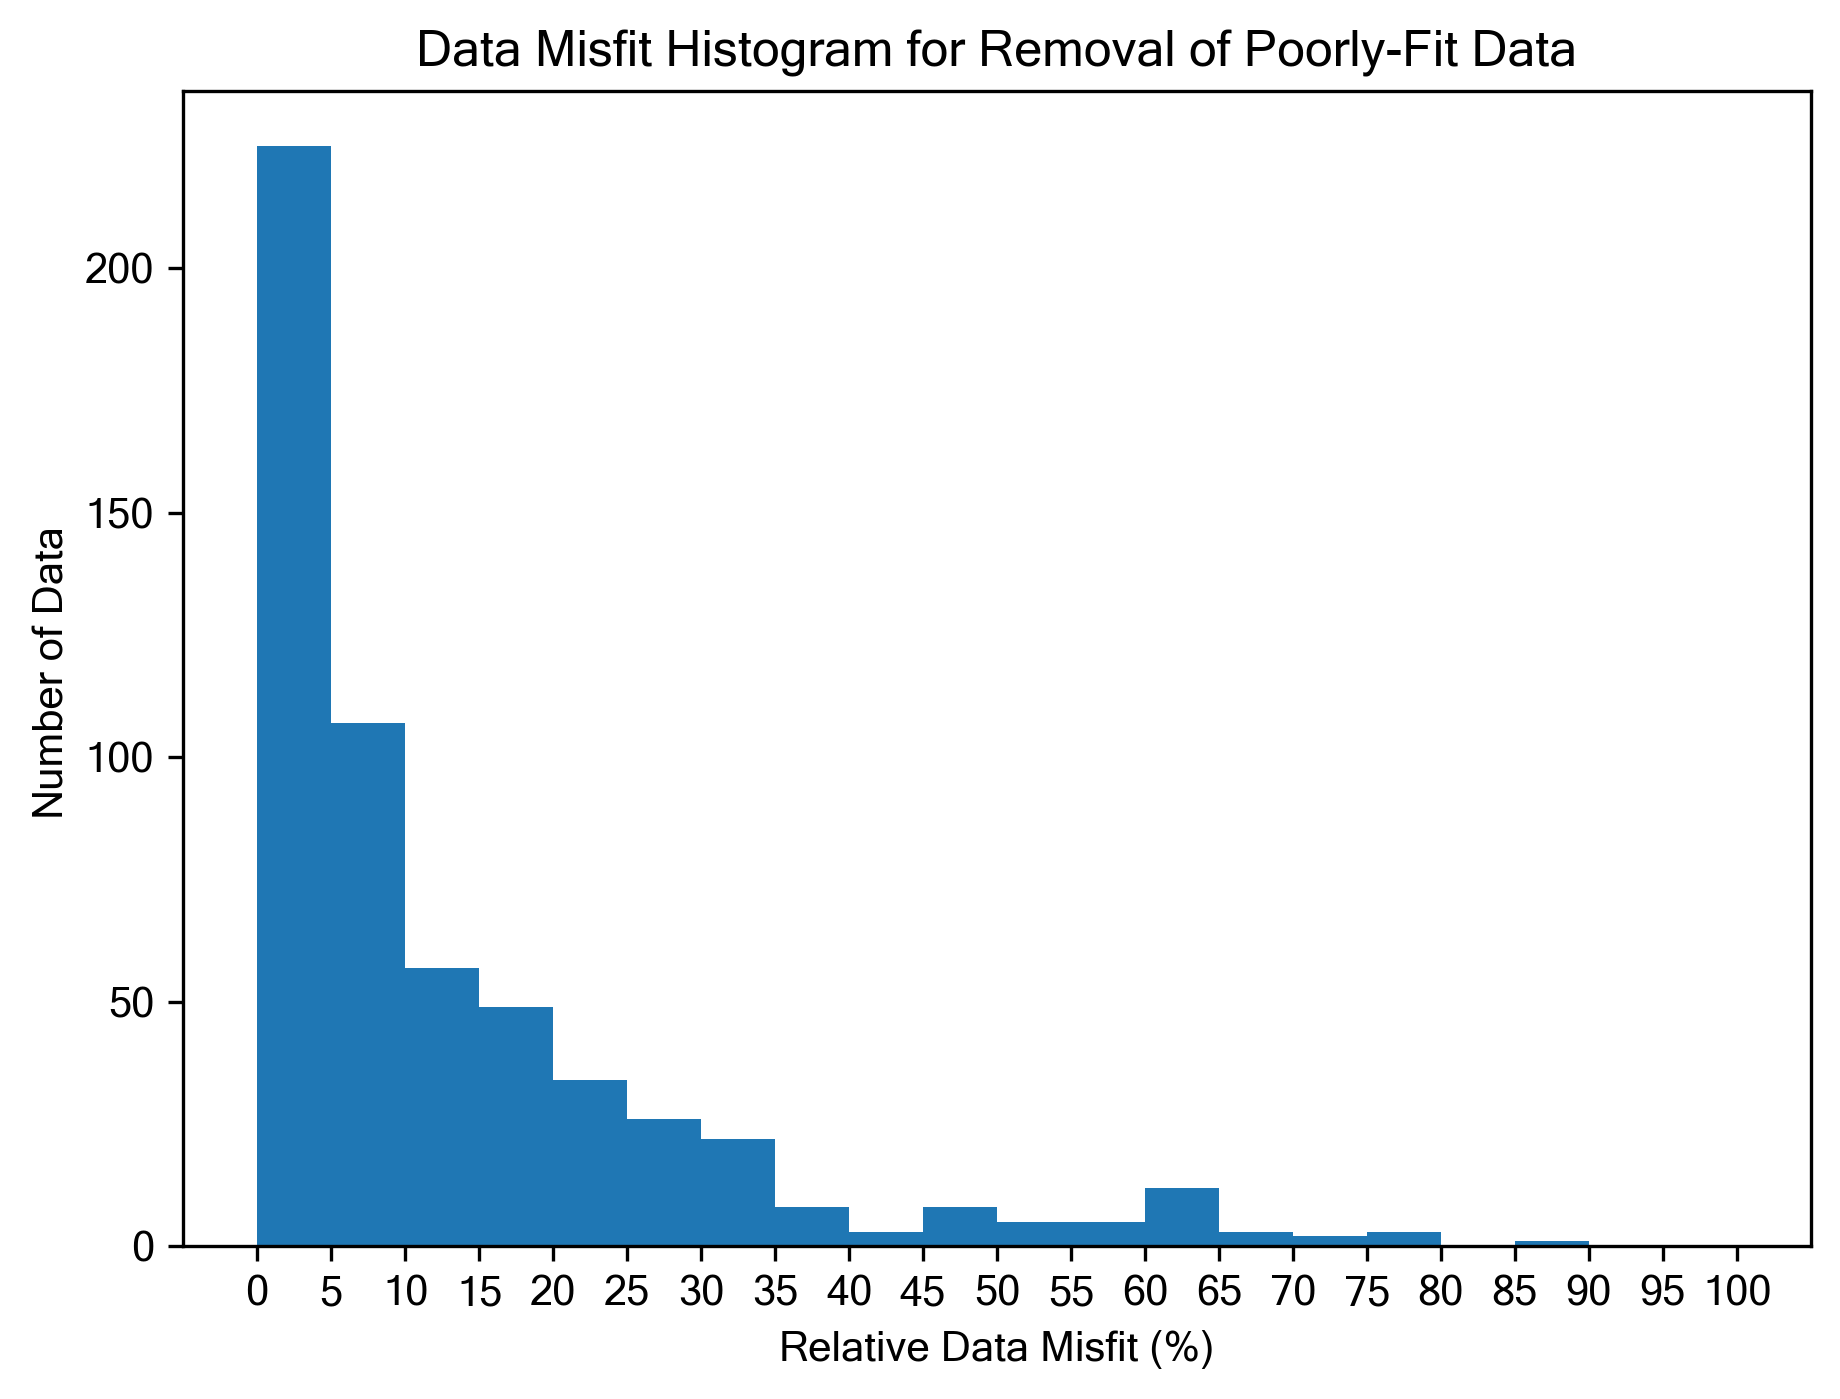 Data Misfit Histogram for Removal of Poorly-Fit Data
Number of Data
200
150
100
50
0
0 5 10 15 20 25 30 35 40 45 50 55 60 65 70 75 80 85 90 95 100
Relative Data Misfit (%)